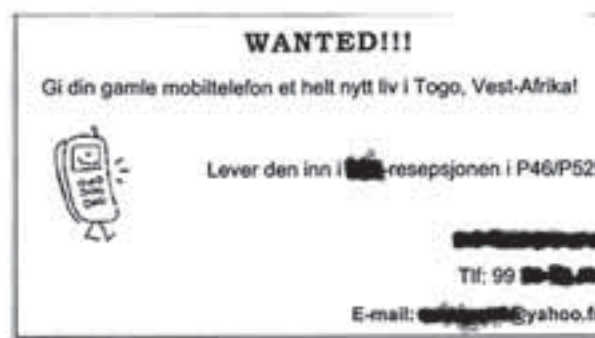 WANTED!!!
Gi din gamle mobiltelefon et helt nytt liv i Togo, Vest-Afrika!
Lever den inn i -resepsjonen i P46/P52
Tlf: 99
E-mail: @yahoo.f